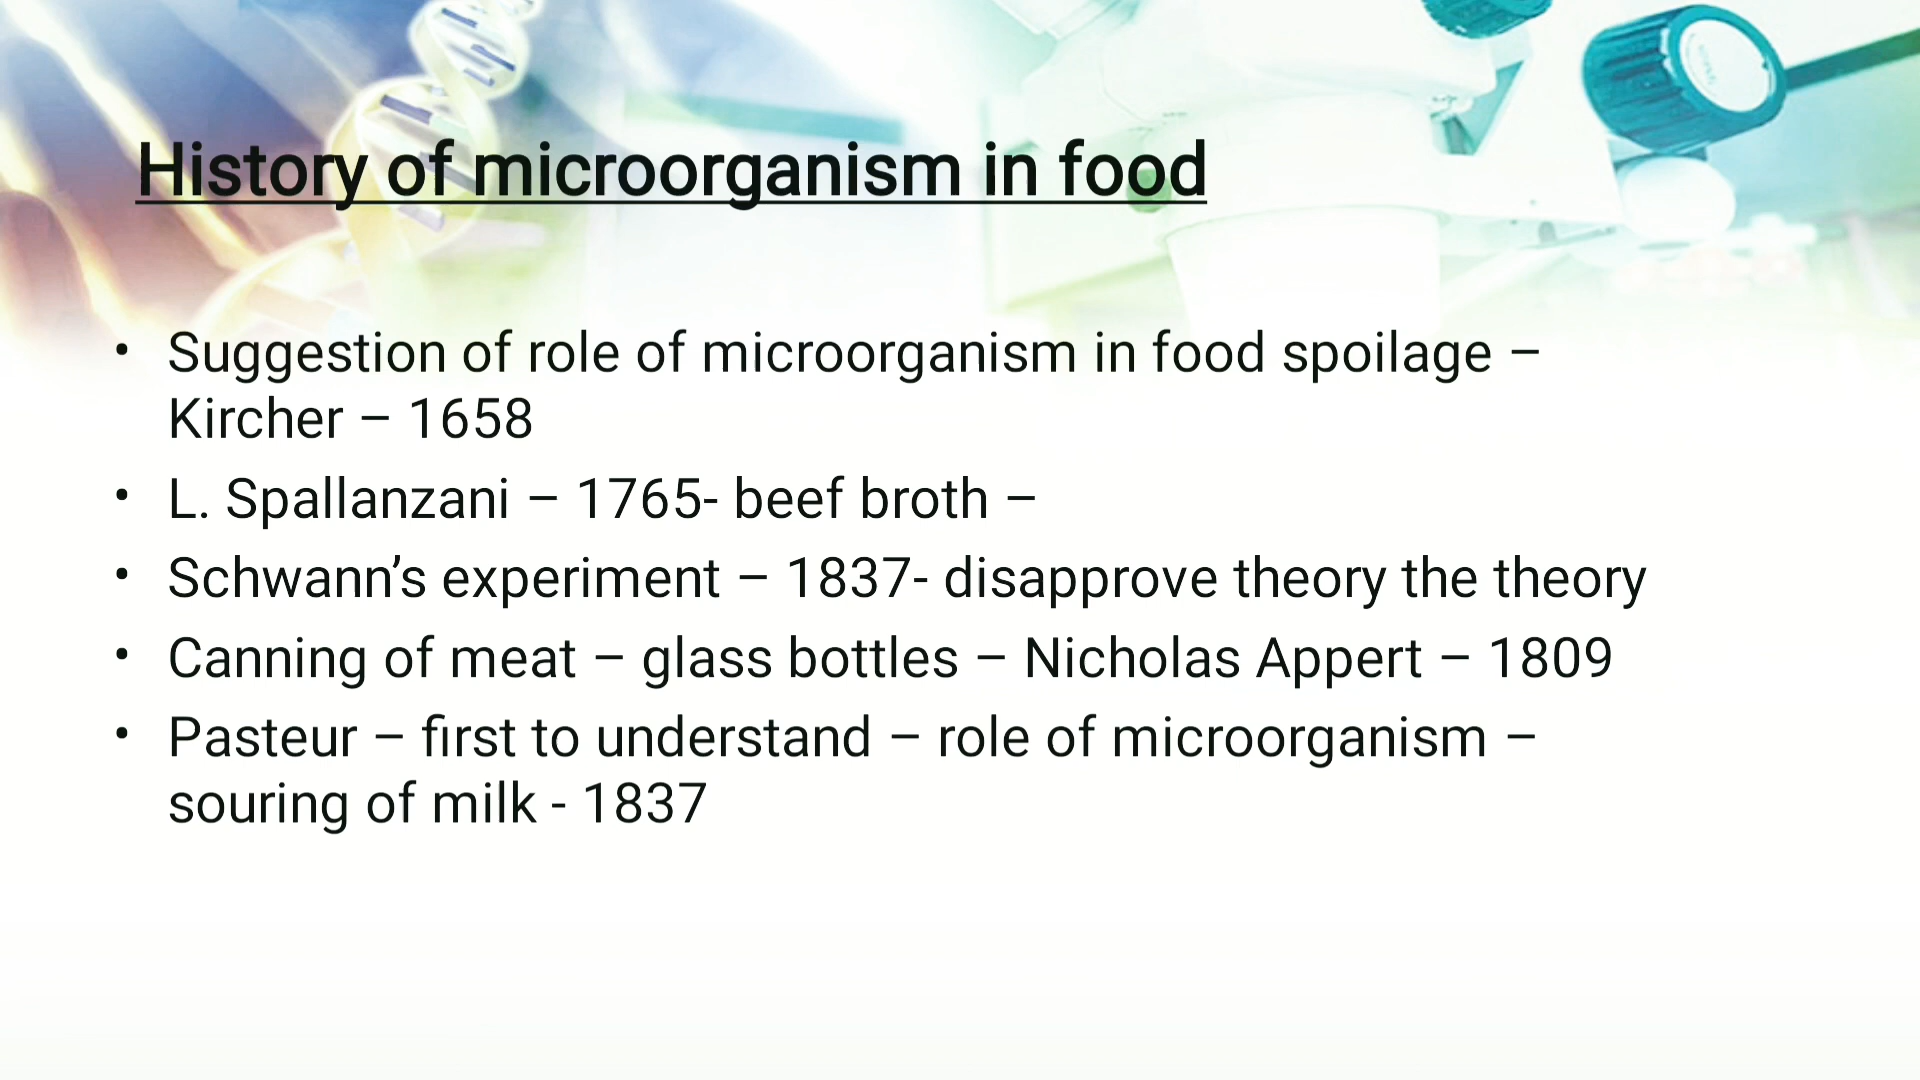 History of microorganism in food
• Suggestion of role of microorganism in food spoilage –
Kircher – 1658
• L. Spallanzani – 1765- beef broth –
• Schwann’s experiment – 1837- disapprove theory the theory
• Canning of meat – glass bottles – Nicholas Appert – 1809
• Pasteur – first to understand – role of microorganism –
souring of milk - 1837